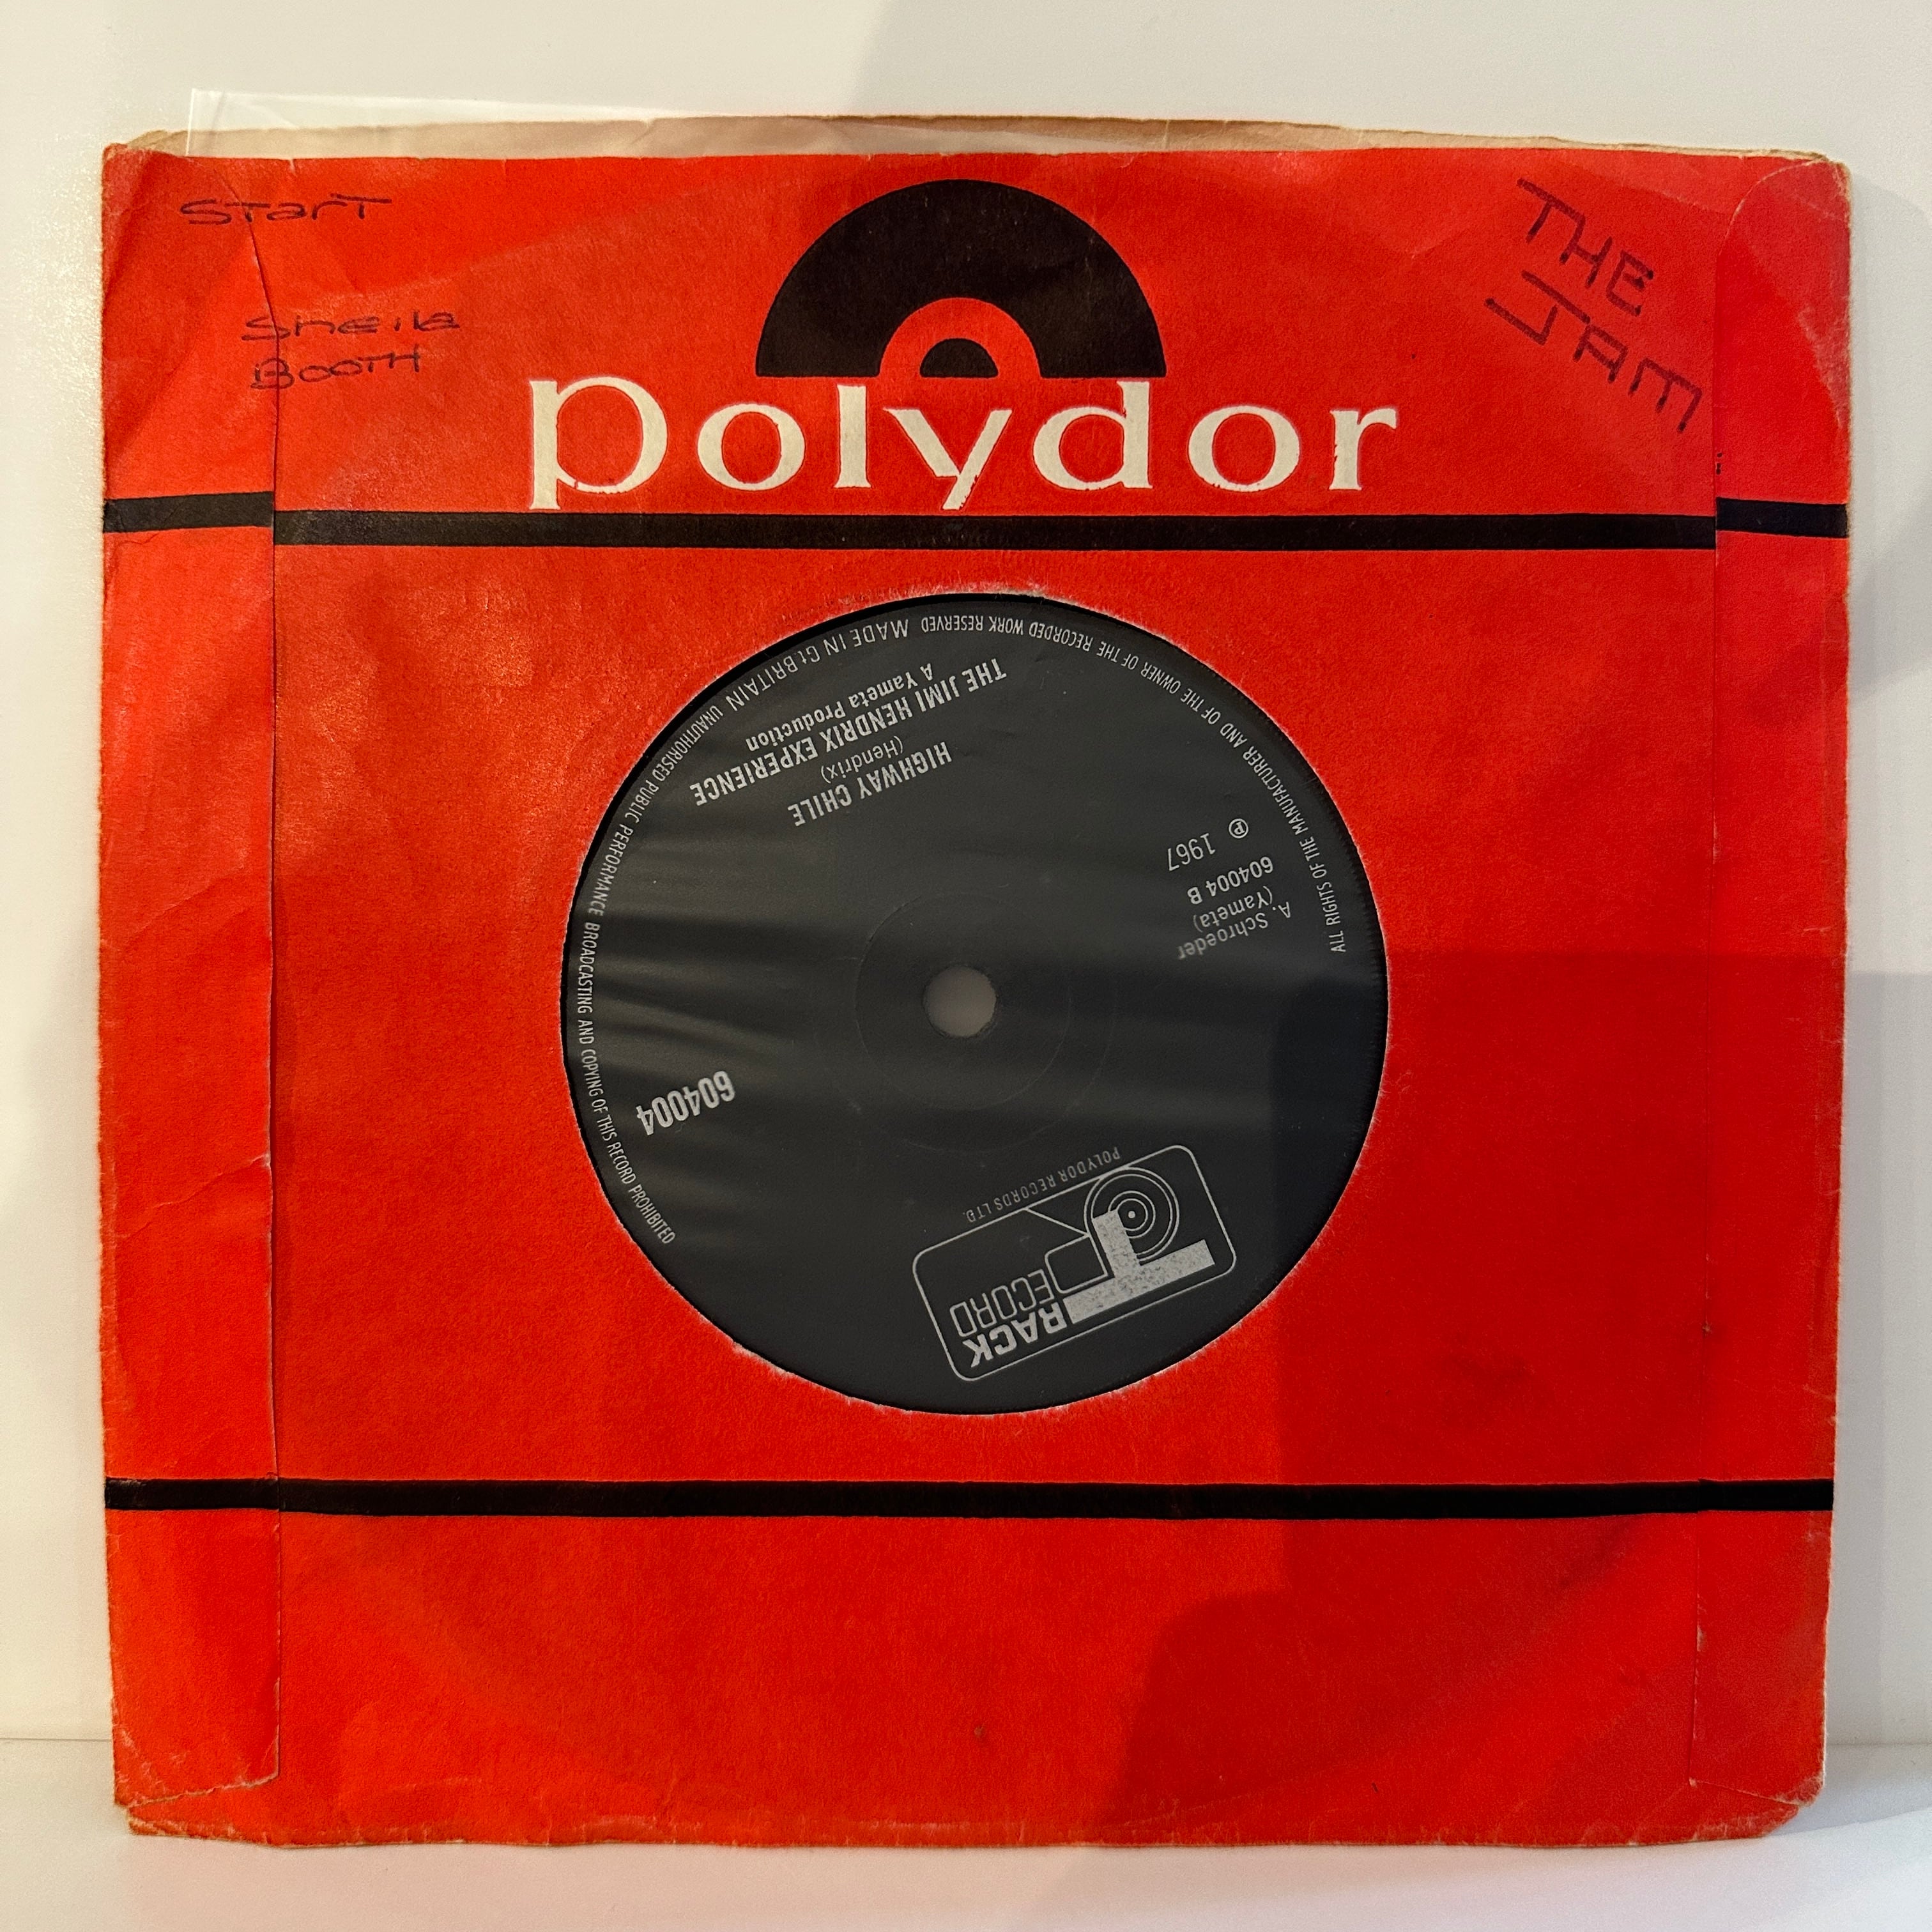 START
Sheila
BOOTH
THE
JAM
Polydor
THE JIMI HENDRIX EXPERIENCE
A Yameta Production
HIGHWAY CHILE
(Hendrix)
℗ 1967
604004 B
(Yameta)
A. Schroeder
604004
POLYDOR RECORDS LTD.
TRACK
RECORD
MADE IN Gt. BRITAIN
UNAUTHORISED PUBLIC PERFORMANCE BROADCASTING AND COPYING OF THIS RECORD PROHIBITED
ALL RIGHTS OF THE MANUFACTURER AND OF THE OWNER OF THE RECORDED WORK RESERVED